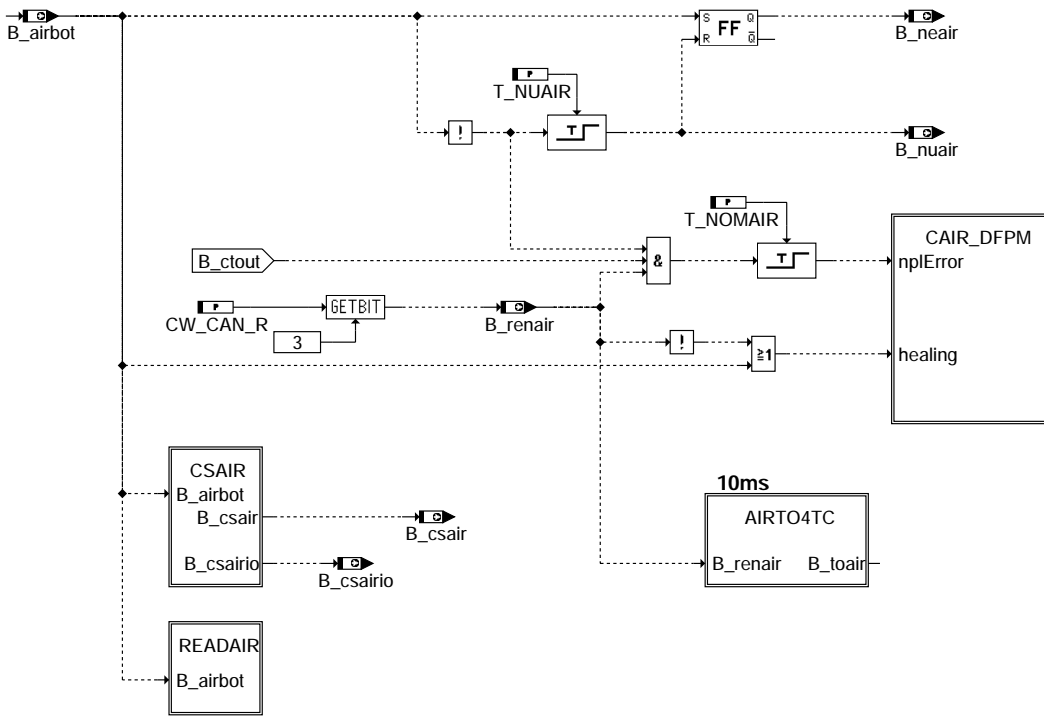 B_airbot
S Q
FF
R Q̅
B_neair
P
T_NUAIR
!
T
B_nuair
P
T_NOMAIR
CAIR_DFPM
B_ctout
&
T
nplError
P
CW_CAN_R
GETBIT
B_renair
3
!
≧1
healing
CSAIR
B_airbot
B_csair
B_csair
B_csairio
B_csairio
10ms
AIRTO4TC
B_renair B_toair
READAIR
B_airbot